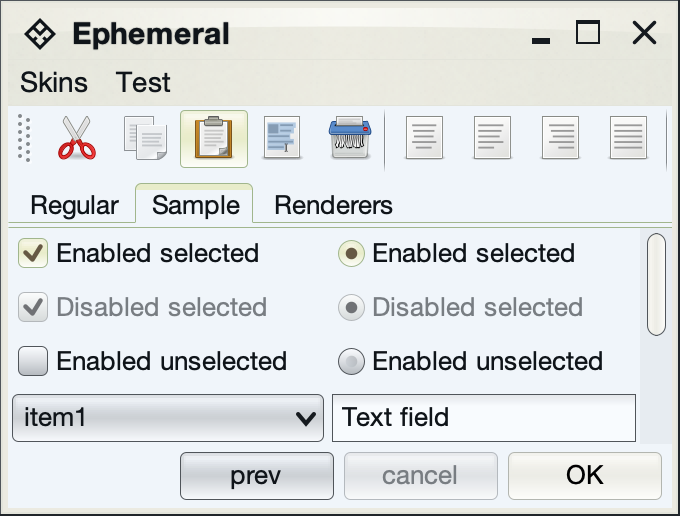 Ephemeral
Skins Test
Regular Sample Renderers
Enabled selected Enabled selected
Disabled selected Disabled selected
Enabled unselected Enabled unselected
item1 Text field
prev cancel OK